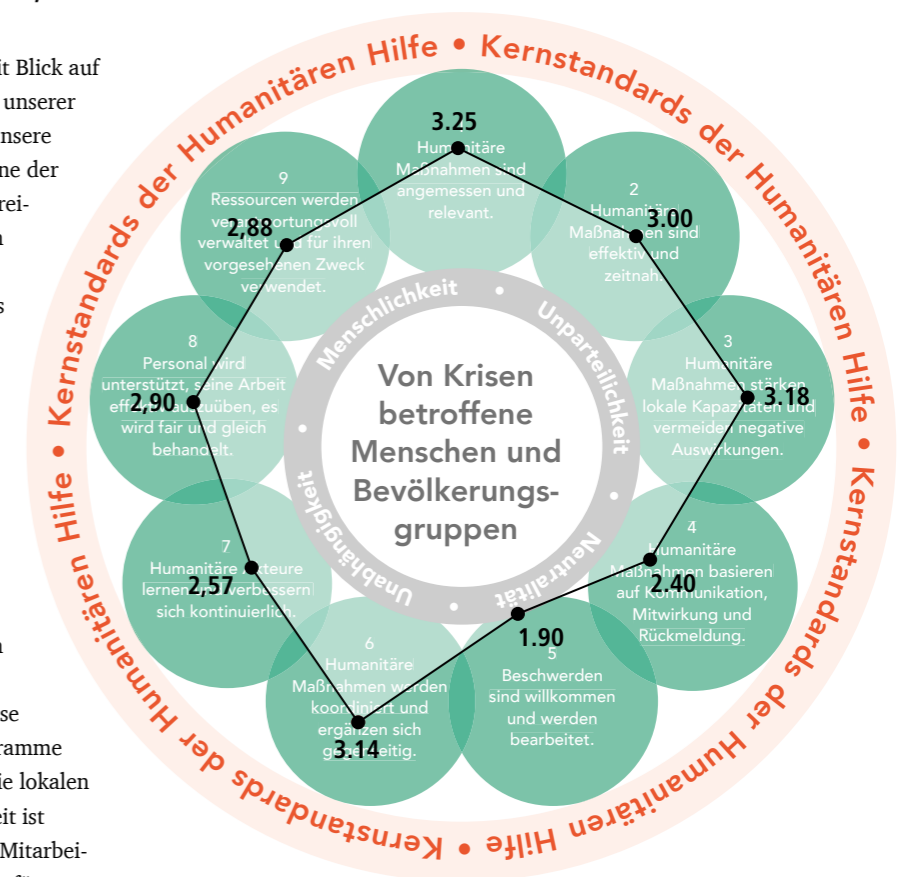 it Blick auf
unserer
nsere
ne der
rei-
n
s
n
se
ramme
ie lokalen
eit ist
Mitarbei-
Kernstandards der Humanitären Hilfe •
Kernstandards der Humanitären Hilfe •
Kernstandards der Humanitären Hilfe •
Kernstandards der Humanitären Hilfe •
3.25
Humanitäre
Maßnahmen sind
angemessen und
relevant.
2
Humanitäre
3.00
Maßnahmen sind
effektiv und
zeitnah.
3
Humanitäre
Maßnahmen stärken
3.18
lokale Kapazitäten und
vermeiden negative
Auswirkungen.
4
Humanitäre
Maßnahmen basieren
2.40
auf Kommunikation,
Mitwirkung und
Rückmeldung.
1.90
5
Beschwerden
sind willkommen
und werden
bearbeitet.
6
Humanitäre
Maßnahmen werden
koordiniert und
ergänzen sich
gegenseitig.
3.14
7
Humanitäre Akteure
lernen und verbessern
2,57
sich kontinuierlich.
8
Personal wird
unterstützt, seine Arbeit
2,90
effektiv auszuüben, es
wird fair und gleich
behandelt.
9
Ressourcen werden
verantwortungsvoll
2,88
verwaltet und für ihren
vorgesehenen Zweck
verwendet.
Menschlichkeit •
Unparteilichkeit •
Neutralität •
Unabhängigkeit •
Von Krisen
betroffene
Menschen und
Bevölkerungs-
gruppen